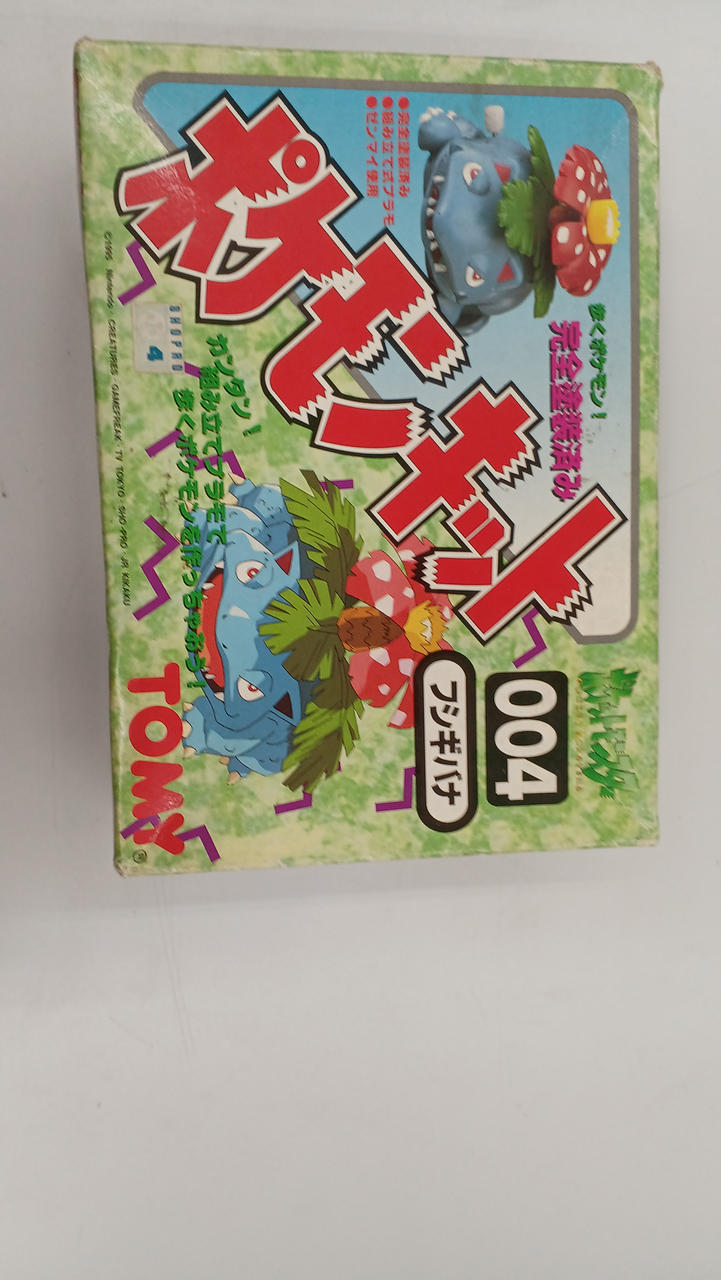 ポケモンキット
●完全塗装済み
●組み立て式プラモ
●ゼンマイ使用
歩くポケモン!
完全塗装済み
004
フシギバナ
カンタン!
組み立てプラモで
歩くポケモンを作っちゃおう!
SHOPRO
4
TOMY
©1995 Nintendo・CREATURES・GAMEFREAK・TV TOKYO・SHO-PRO・JR KIKAKU